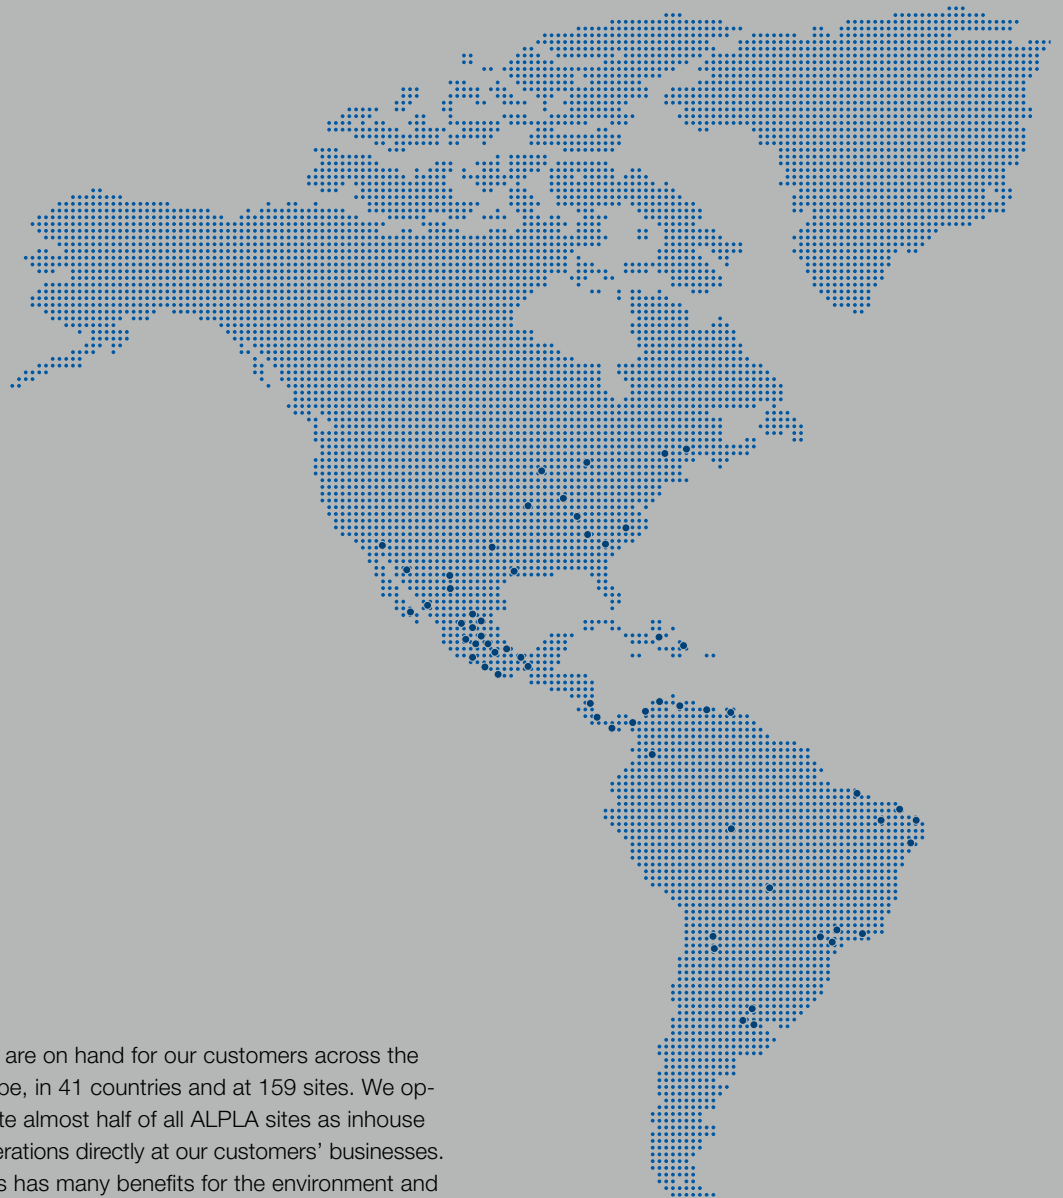 are on hand for our customers across the
be, in 41 countries and at 159 sites. We op-
te almost half of all ALPLA sites as inhouse
erations directly at our customers' businesses.
s has many benefits for the environment and